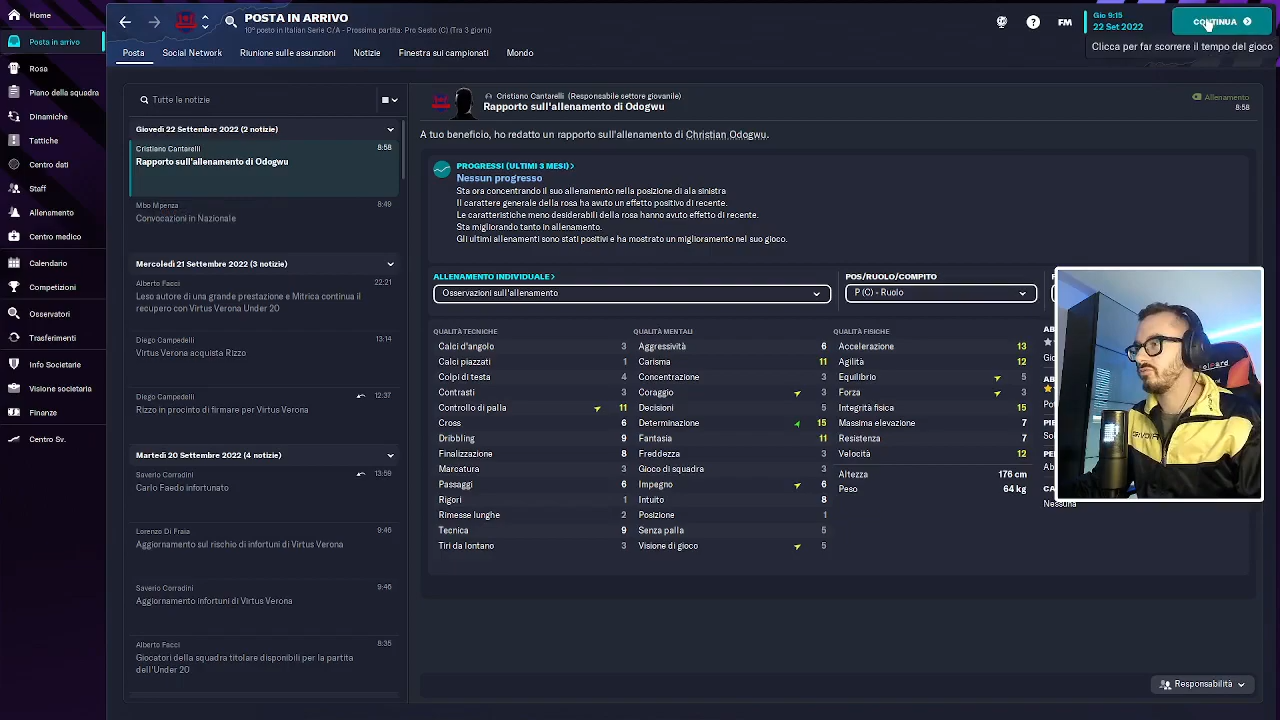 Home
Posta in arrivo
Rosa
Piano della squadra
Dinamiche
Tattiche
Centro dati
Staff
Allenamento
Centro medico
Calendario
Competizioni
Osservatori
Trasferimenti
Info Societarie
Visione societaria
Finanze
Centro Sv.
POSTA IN ARRIVO
10° posto in Italian Serie C/A - Prossima partita: Pro Sesto (C) (Tra 3 giorni)
FM
Gio 9:15
22 Set 2022
CONTINUA
Clicca per far scorrere il tempo del gioco
Posta
Social Network
Riunione sulle assunzioni
Notizie
Finestra sui campionati
Mondo
Tutte le notizie
Giovedì 22 Settembre 2022 (2 notizie)
Cristiano Cantarelli 8:58
Rapporto sull'allenamento di Odogwu
Mbo Mpenza 8:49
Convocazioni in Nazionale
Mercoledì 21 Settembre 2022 (3 notizie)
Alberto Facci 22:21
Leso autore di una grande prestazione e Mitrica continua il
recupero con Virtus Verona Under 20
Diego Campedelli 13:14
Virtus Verona acquista Rizzo
Diego Campedelli 12:37
Rizzo in procinto di firmare per Virtus Verona
Martedì 20 Settembre 2022 (4 notizie)
Saverio Corradini 13:59
Carlo Faedo infortunato
Lorenzo Di Fraia 9:46
Aggiornamento sul rischio di infortuni di Virtus Verona
Saverio Corradini 9:46
Aggiornamento infortuni di Virtus Verona
Alberto Facci 8:35
Giocatori della squadra titolare disponibili per la partita
dell'Under 20
Cristiano Cantarelli (Responsabile settore giovanile)
Rapporto sull'allenamento di Odogwu
Allenamento
8:58
A tuo beneficio, ho redatto un rapporto sull'allenamento di Christian Odogwu.
PROGRESSI (ULTIMI 3 MESI)
Nessun progresso
Sta ora concentrando il suo allenamento nella posizione di ala sinistra
Il carattere generale della rosa ha avuto un effetto positivo di recente.
Le caratteristiche meno desiderabili della rosa hanno avuto effetto di recente.
Sta migliorando tanto in allenamento.
Gli ultimi allenamenti sono stati positivi e ha mostrato un miglioramento nel suo gioco.
ALLENAMENTO INDIVIDUALE
Osservazioni sull'allenamento
POS/RUOLO/COMPITO
P (C) - Ruolo
QUALITÀ TECNICHE
Calci d'angolo 3
Calci piazzati 1
Colpi di testa 4
Contrasti 3
Controllo di palla 11
Cross 6
Dribbling 9
Finalizzazione 8
Marcatura 3
Passaggi 6
Rigori 1
Rimesse lunghe 2
Tecnica 9
Tiri da lontano 3
QUALITÀ MENTALI
Aggressività 6
Carisma 11
Concentrazione 3
Coraggio 3
Decisioni 5
Determinazione 15
Fantasia 11
Freddezza 3
Gioco di squadra 3
Impegno 6
Intuito 8
Posizione 1
Senza palla 5
Visione di gioco 5
QUALITÀ FISICHE
Accelerazione 13
Agilità 12
Equilibrio 5
Forza 3
Integrità fisica 15
Massima elevazione 7
Resistenza 7
Velocità 12
Altezza 176 cm
Peso 64 kg
Nessuna
GIVOVA
Responsabilità